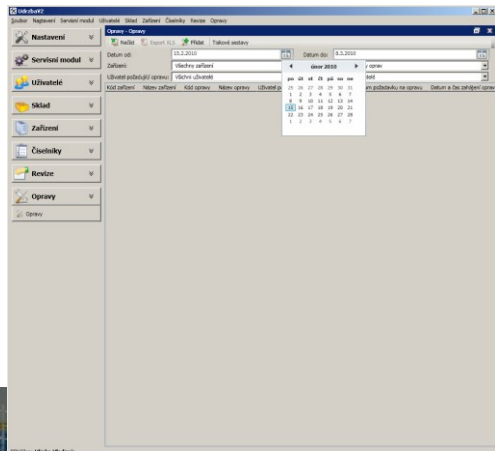 UdrzbaV2
Soubor Nastavení Servisní modul Uživatelé Sklad Zařízení Číselníky Revize Opravy
Nastavení
Servisní modul
Uživatelé
Sklad
Zařízení
Číselníky
Revize
Opravy
Opravy
Opravy - Opravy
Načíst Export XLS Přidat Tiskové sestavy
Datum od: 15.2.2010 Datum do: 8.3.2010
Zařízení: Všechny zařízení oprav
Uživatel požadující opravu: Všichni uživatelé
Kód zařízení Název zařízení Kód opravy Název opravy Uživatel požadavku na opravu Datum a čas zahájení oprav
únor 2010
po út st čt pá so ne
25 26 27 28 29 30 31
1 2 3 4 5 6 7
8 9 10 11 12 13 14
15 16 17 18 19 20 21
22 23 24 25 26 27 28
1 2 3 4 5 6 7